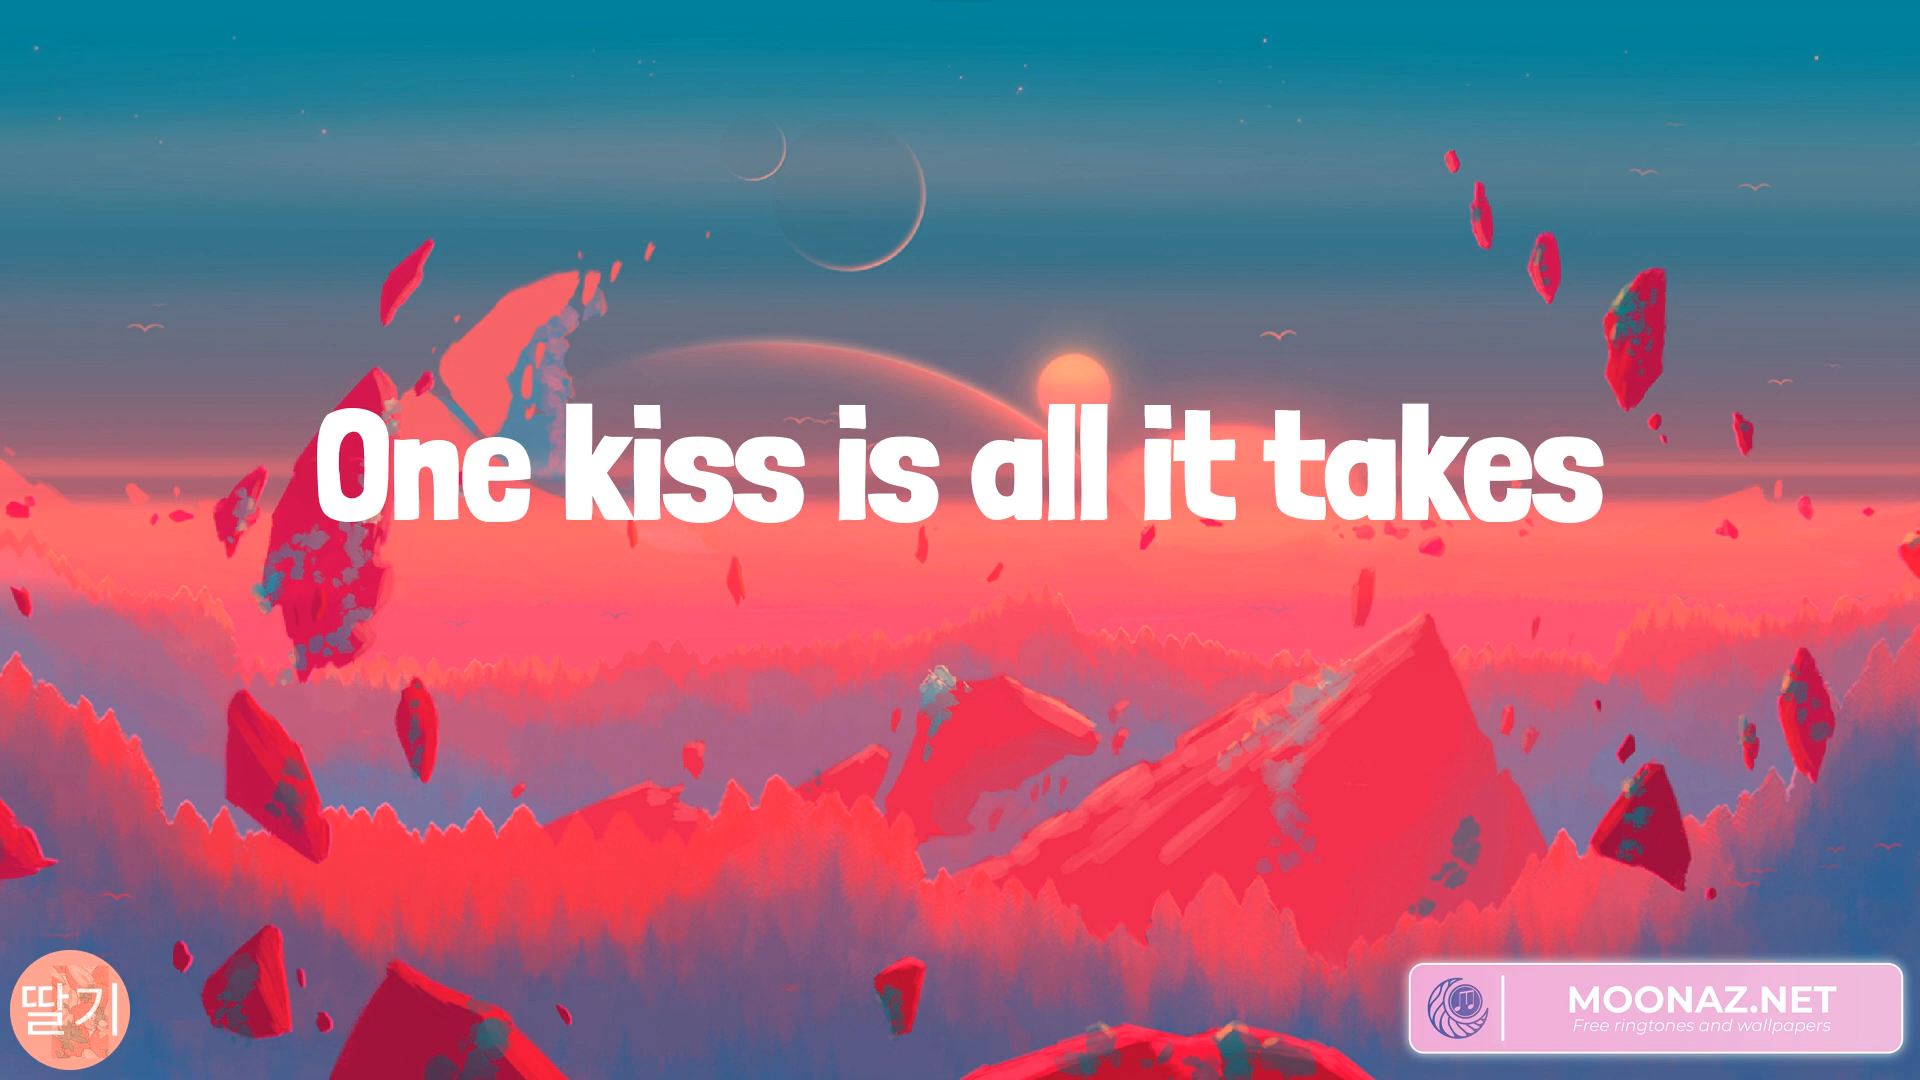 One kiss is all it takes
딸기
MOONAZ.NET
Free ringtones and wallpapers